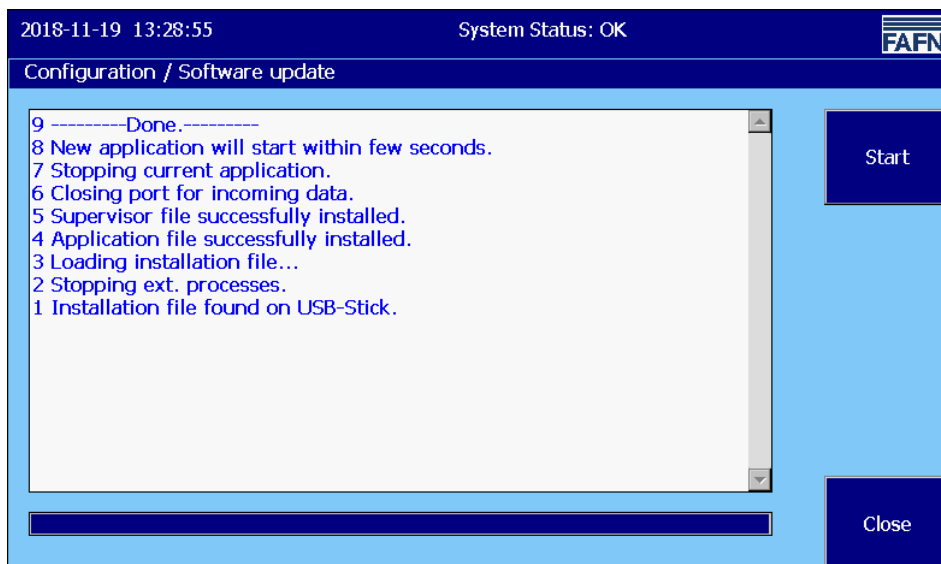 2018-11-19 13:28:55 System Status: OK
FAFN
Configuration / Software update
9 ---------Done.---------
8 New application will start within few seconds.
7 Stopping current application.
6 Closing port for incoming data.
5 Supervisor file successfully installed.
4 Application file successfully installed.
3 Loading installation file...
2 Stopping ext. processes.
1 Installation file found on USB-Stick.
Start
Close